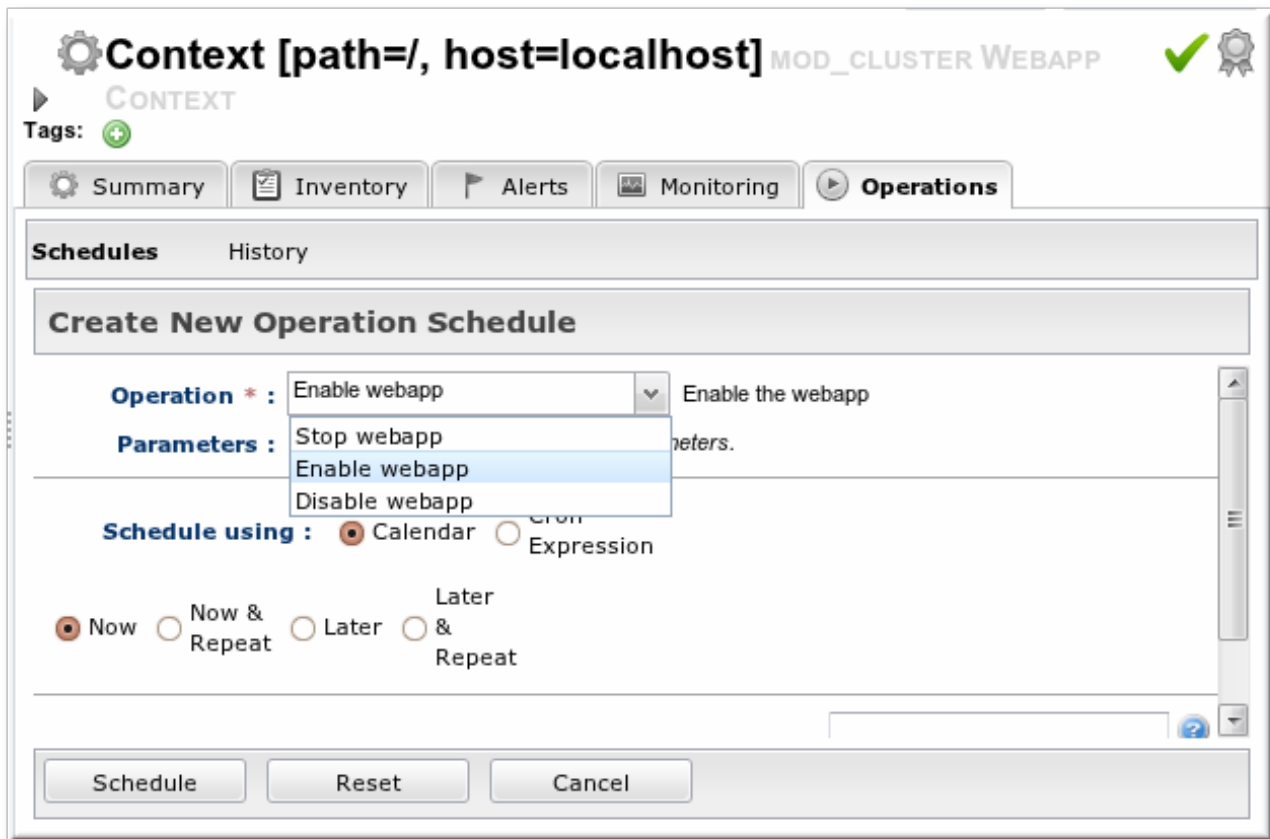 Context [path=/, host=localhost] MOD_CLUSTER WEBAPP
CONTEXT
Tags:
Summary Inventory Alerts Monitoring Operations
Schedules History
Create New Operation Schedule
Operation * : Enable webapp Enable the webapp
Parameters : Stop webapp
Enable webapp
Disable webapp
Schedule using : Calendar Cron
Expression
Now Now &
Repeat Later Later
&
Repeat
Schedule Reset Cancel